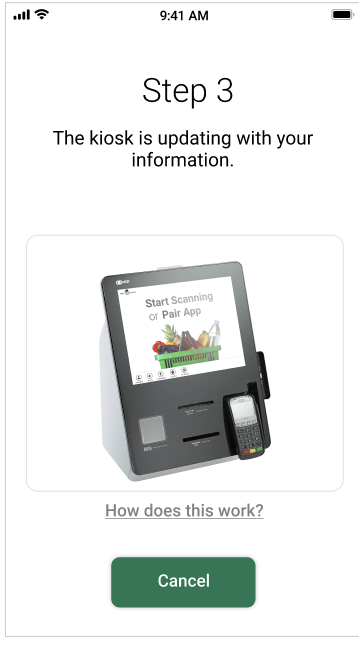 9:41 AM
Step 3
The kiosk is updating with your
information.
Start Scanning
or Pair App
How does this work?
Cancel